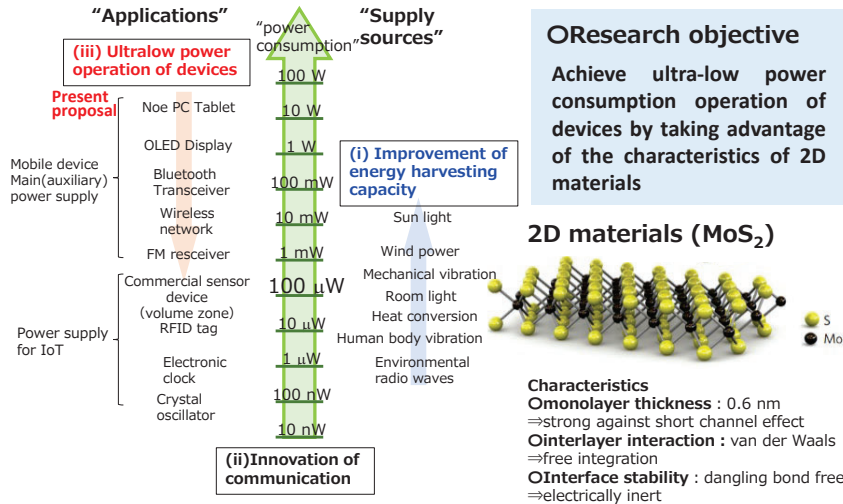 "Applications"
"power
consumption"
"Supply
sources"
(iii) Ultralow power
operation of devices
Present
proposal
100 W
Noe PC Tablet
10 W
OLED Display
1 W
Mobile device
Main(auxiliary)
power supply
Bluetooth
Transceiver
100 mW
(i) Improvement of
energy harvesting
capacity
Wireless
network
10 mW
Sun light
FM resceiver
1 mW
Wind power
Commercial sensor
device
(volume zone)
RFID tag
100 μW
Mechanical vibration
Room light
Heat conversion
Power supply
for IoT
10 μW
Human body vibration
Electronic
clock
1 μW
Environmental
radio waves
Crystal
oscillator
100 nW
10 nW
(ii)Innovation of
communication
OResearch objective
Achieve ultra-low power
consumption operation of
devices by taking advantage
of the characteristics of 2D
materials
2D materials (MoS₂)
S
Mo
Characteristics
Omonolayer thickness : 0.6 nm
⇒strong against short channel effect
Ointerlayer interaction : van der Waals
⇒free integration
OInterface stability : dangling bond free
⇒electrically inert